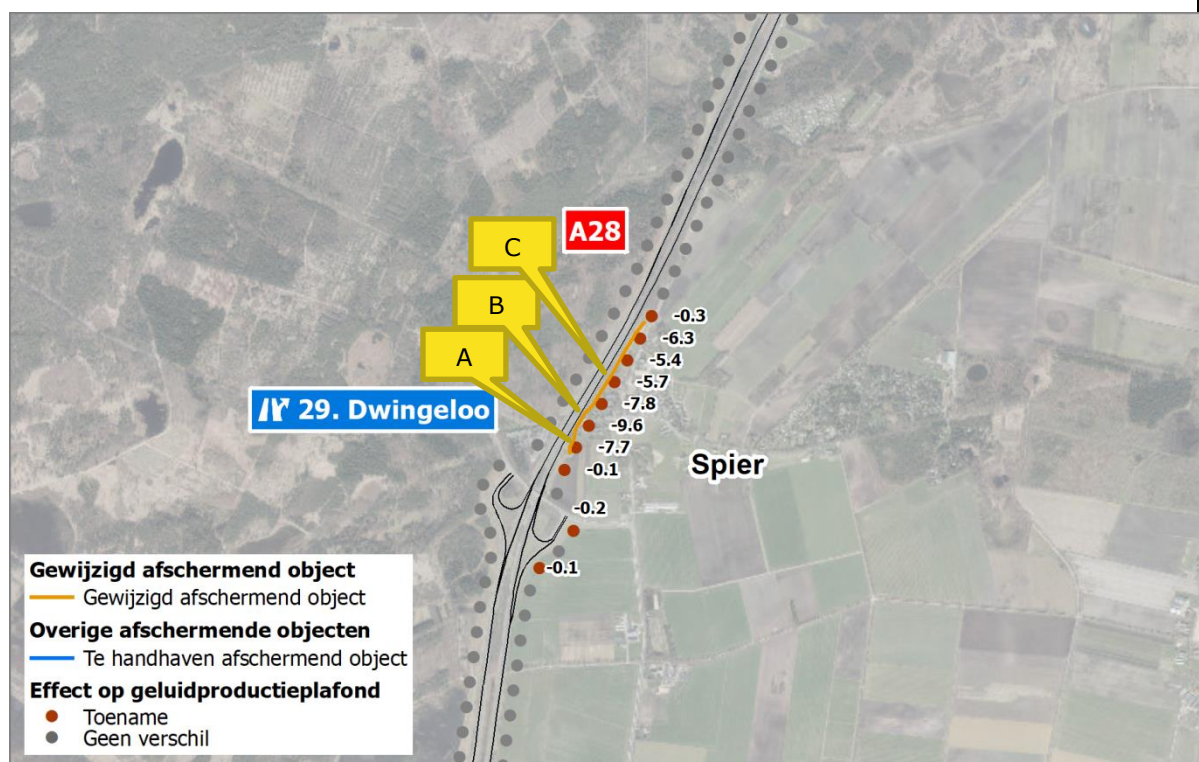 A28
C
B
A
29. Dwingeloo
-0.3
-6.3
-5.4
-5.7
-7.8
-9.6
-7.7
-0.1
-0.2
-0.1
Spier
Gewijzigd afschermend object
Gewijzigd afschermend object
Overige afschermende objecten
Te handhaven afschermend object
Effect op geluidproductieplafond
Toename
Geen verschil